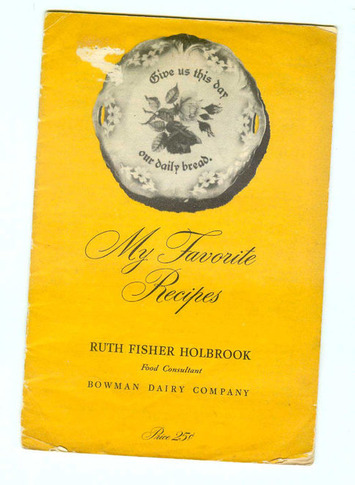 Give us this day
our daily bread.
My Favorite
Recipes
RUTH FISHER HOLBROOK
Food Consultant
BOWMAN DAIRY COMPANY
Price 25¢